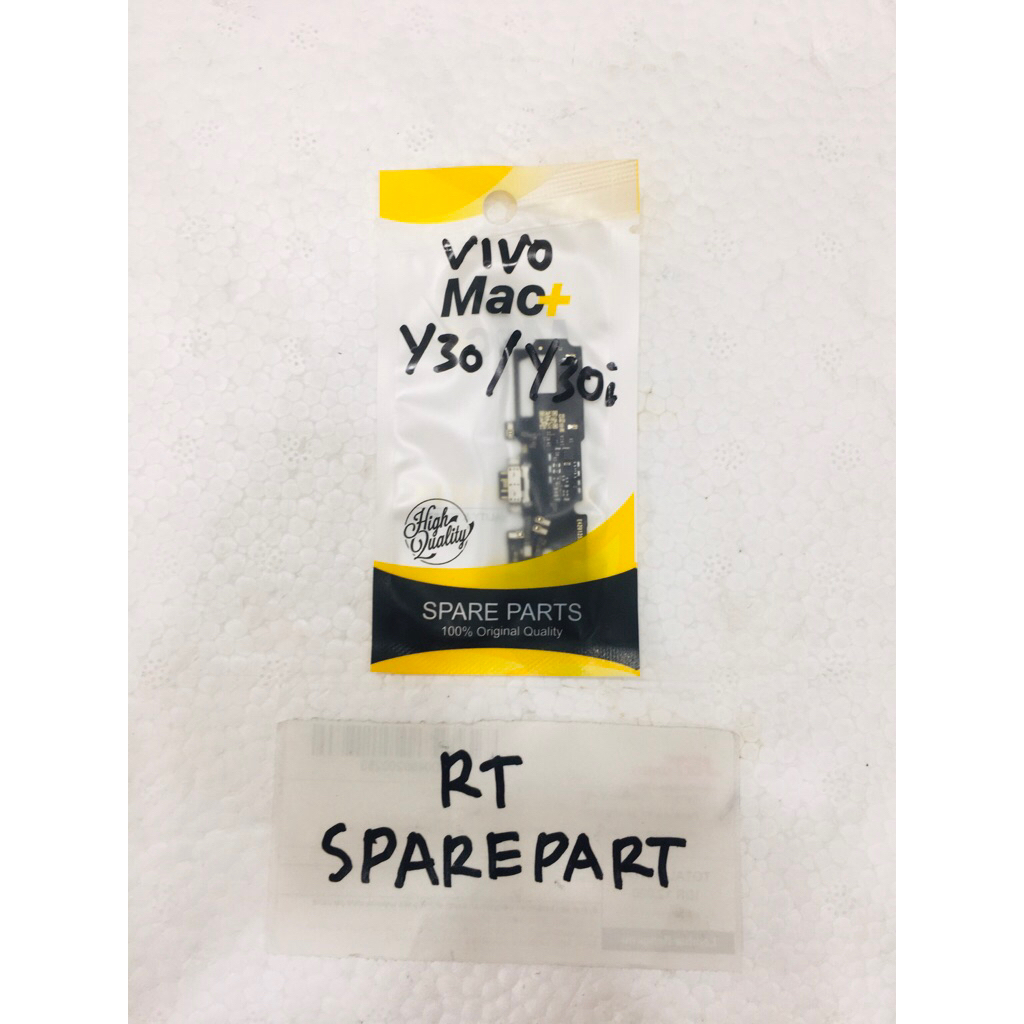 VIVO
Mac+
Y30/Y30i
High
Quality
SPARE PARTS
100% Original Quality
RT
SPAREPART